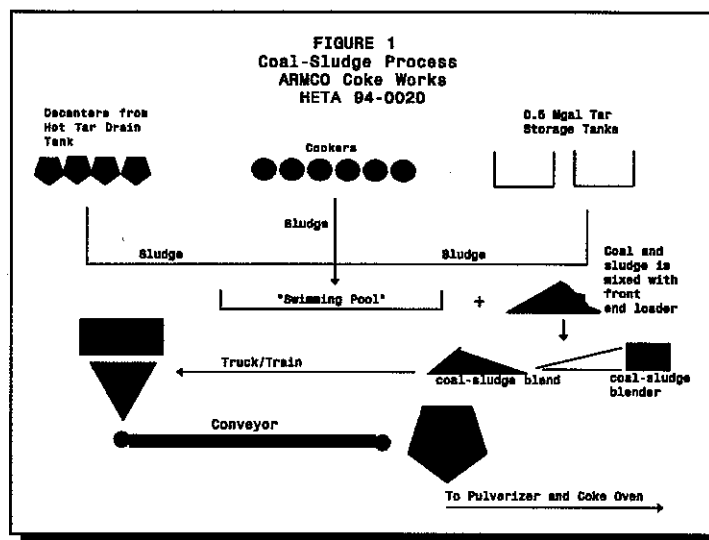 FIGURE 1
Coal-Sludge Process
ARMCO Coke Works
HETA 94-0020
Decanters from
Hot Tar Drain
Tank
Cookers
0.5 Mgal Tar
Storage Tanks
Sludge
Sludge
Sludge
Coal and
sludge is
mixed with
front
end loader
"Swimming Pool"
+
Truck/Train
coal-sludge blend
coal-sludge
blender
Conveyor
To Pulverizer and Coke Oven